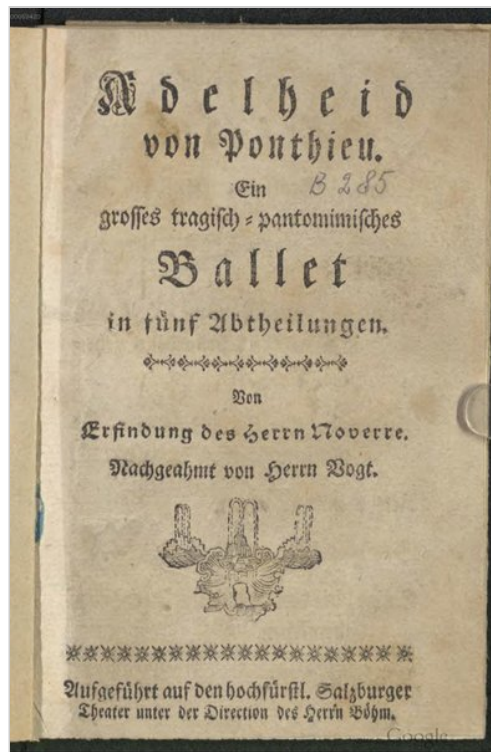 Adelheid
von Ponthieu.
Ein
B 285
grosses tragisch-pantomimisches
Ballet
in fünf Abtheilungen.
Von
Erfindung des Herrn Noverre.
Nachgeahmt von Herrn Vogt.
Aufgeführt auf den hochfürstl. Salzburger
Theater unter der Direction des Herrn Böhm.
Google